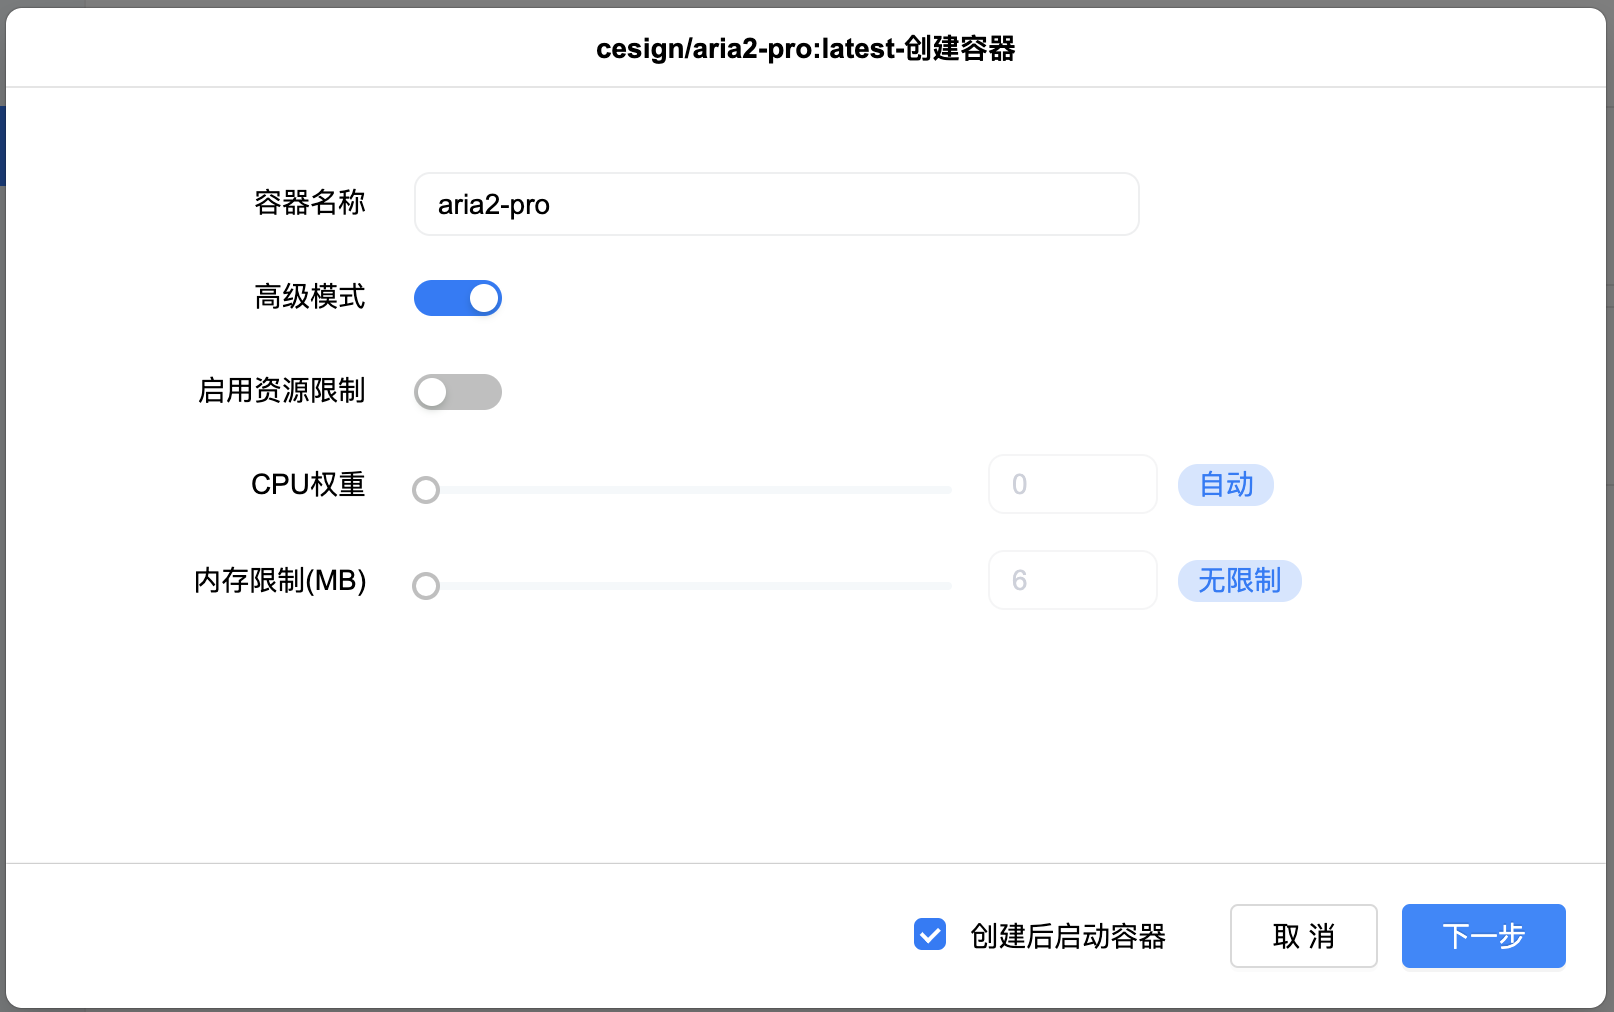 cesign/aria2-pro:latest-创建容器
容器名称 aria2-pro
高级模式
启用资源限制
CPU权重 0 自动
内存限制(MB) 6 无限制
创建后启动容器 取 消 下一步